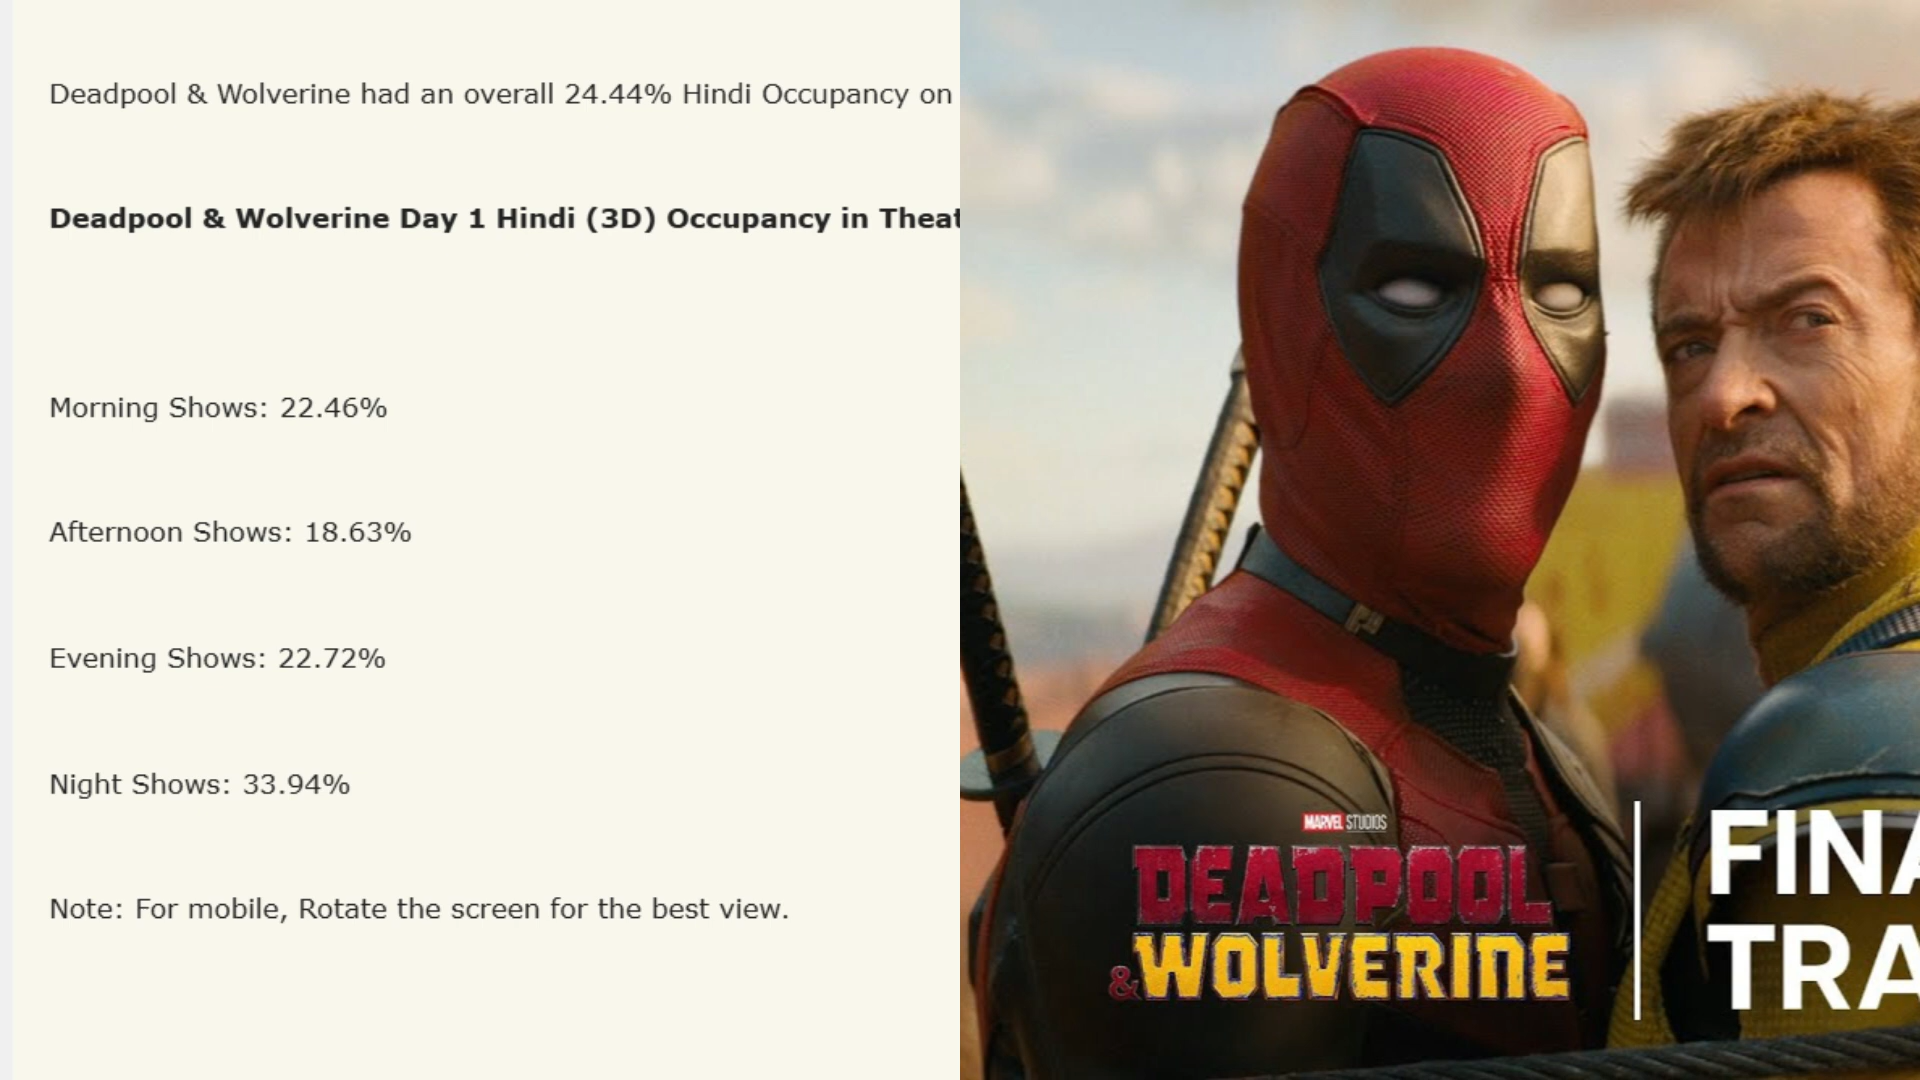 Deadpool & Wolverine had an overall 24.44% Hindi Occupancy on
Deadpool & Wolverine Day 1 Hindi (3D) Occupancy in Theat
Morning Shows: 22.46%
Afternoon Shows: 18.63%
Evening Shows: 22.72%
Night Shows: 33.94%
Note: For mobile, Rotate the screen for the best view.
MARVEL STUDIOS
DEADPOOL
&WOLVERINE
FINA
TRA